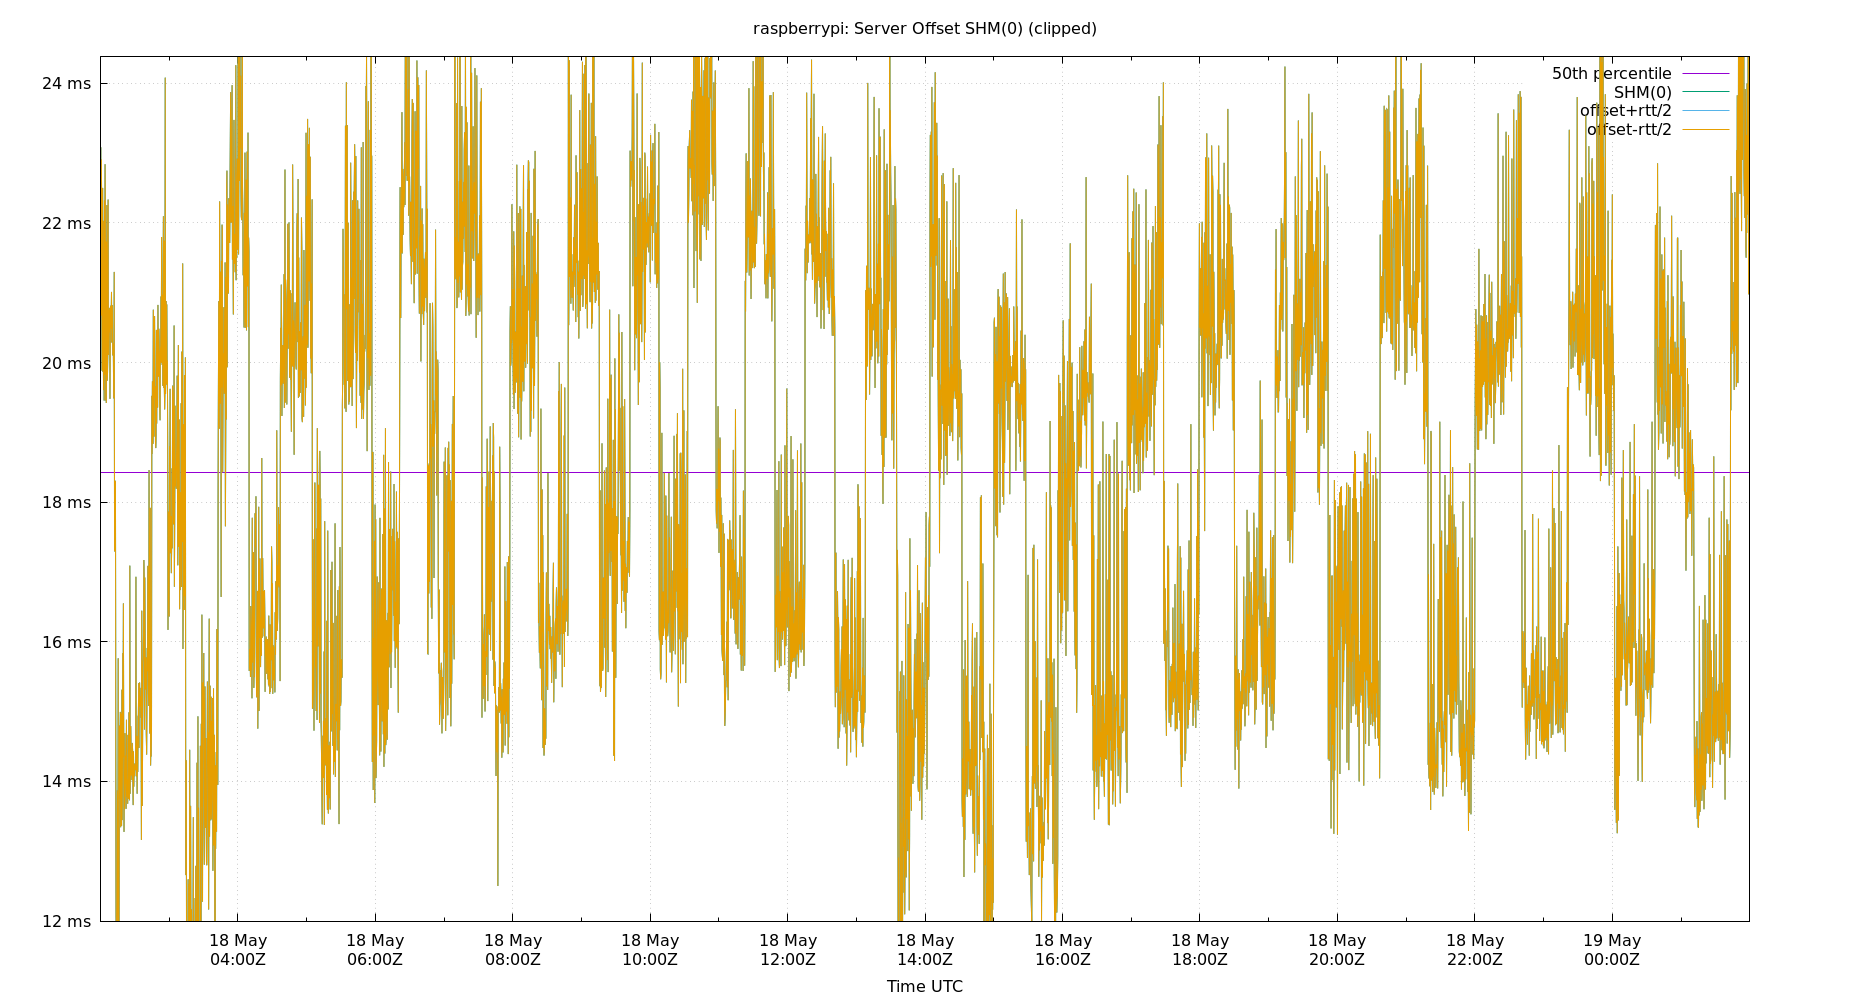 raspberrypi: Server Offset SHM(0) (clipped)
24 ms
22 ms
20 ms
18 ms
16 ms
14 ms
12 ms
50th percentile
SHM(0)
offset+rtt/2
offset-rtt/2
18 May
04:00Z
18 May
06:00Z
18 May
08:00Z
18 May
10:00Z
18 May
12:00Z
18 May
14:00Z
18 May
16:00Z
18 May
18:00Z
18 May
20:00Z
18 May
22:00Z
19 May
00:00Z
Time UTC